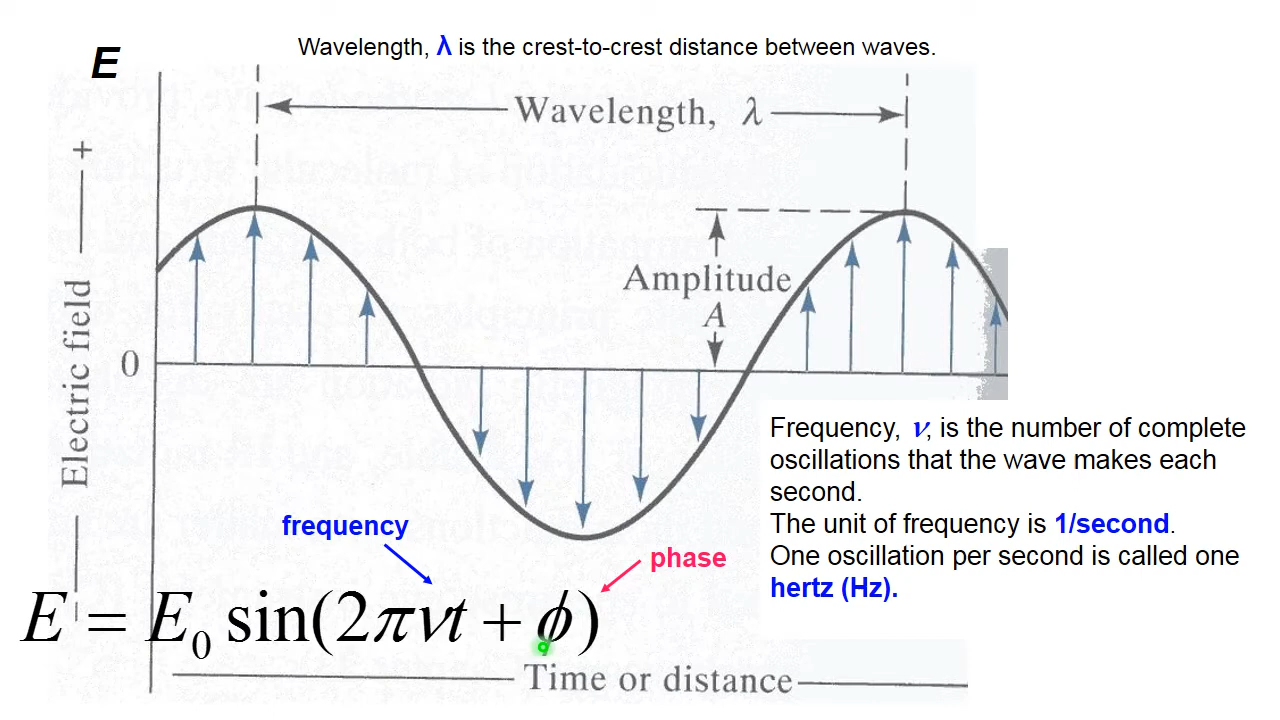 Wavelength, λ is the crest-to-crest distance between waves.
E
Wavelength, λ
+
Electric field
0
Amplitude
A
Frequency, ν, is the number of complete
oscillations that the wave makes each
second.
The unit of frequency is 1/second.
One oscillation per second is called one
hertz (Hz).
frequency
phase
E = E₀ sin(2πνt + ϕ)
Time or distance